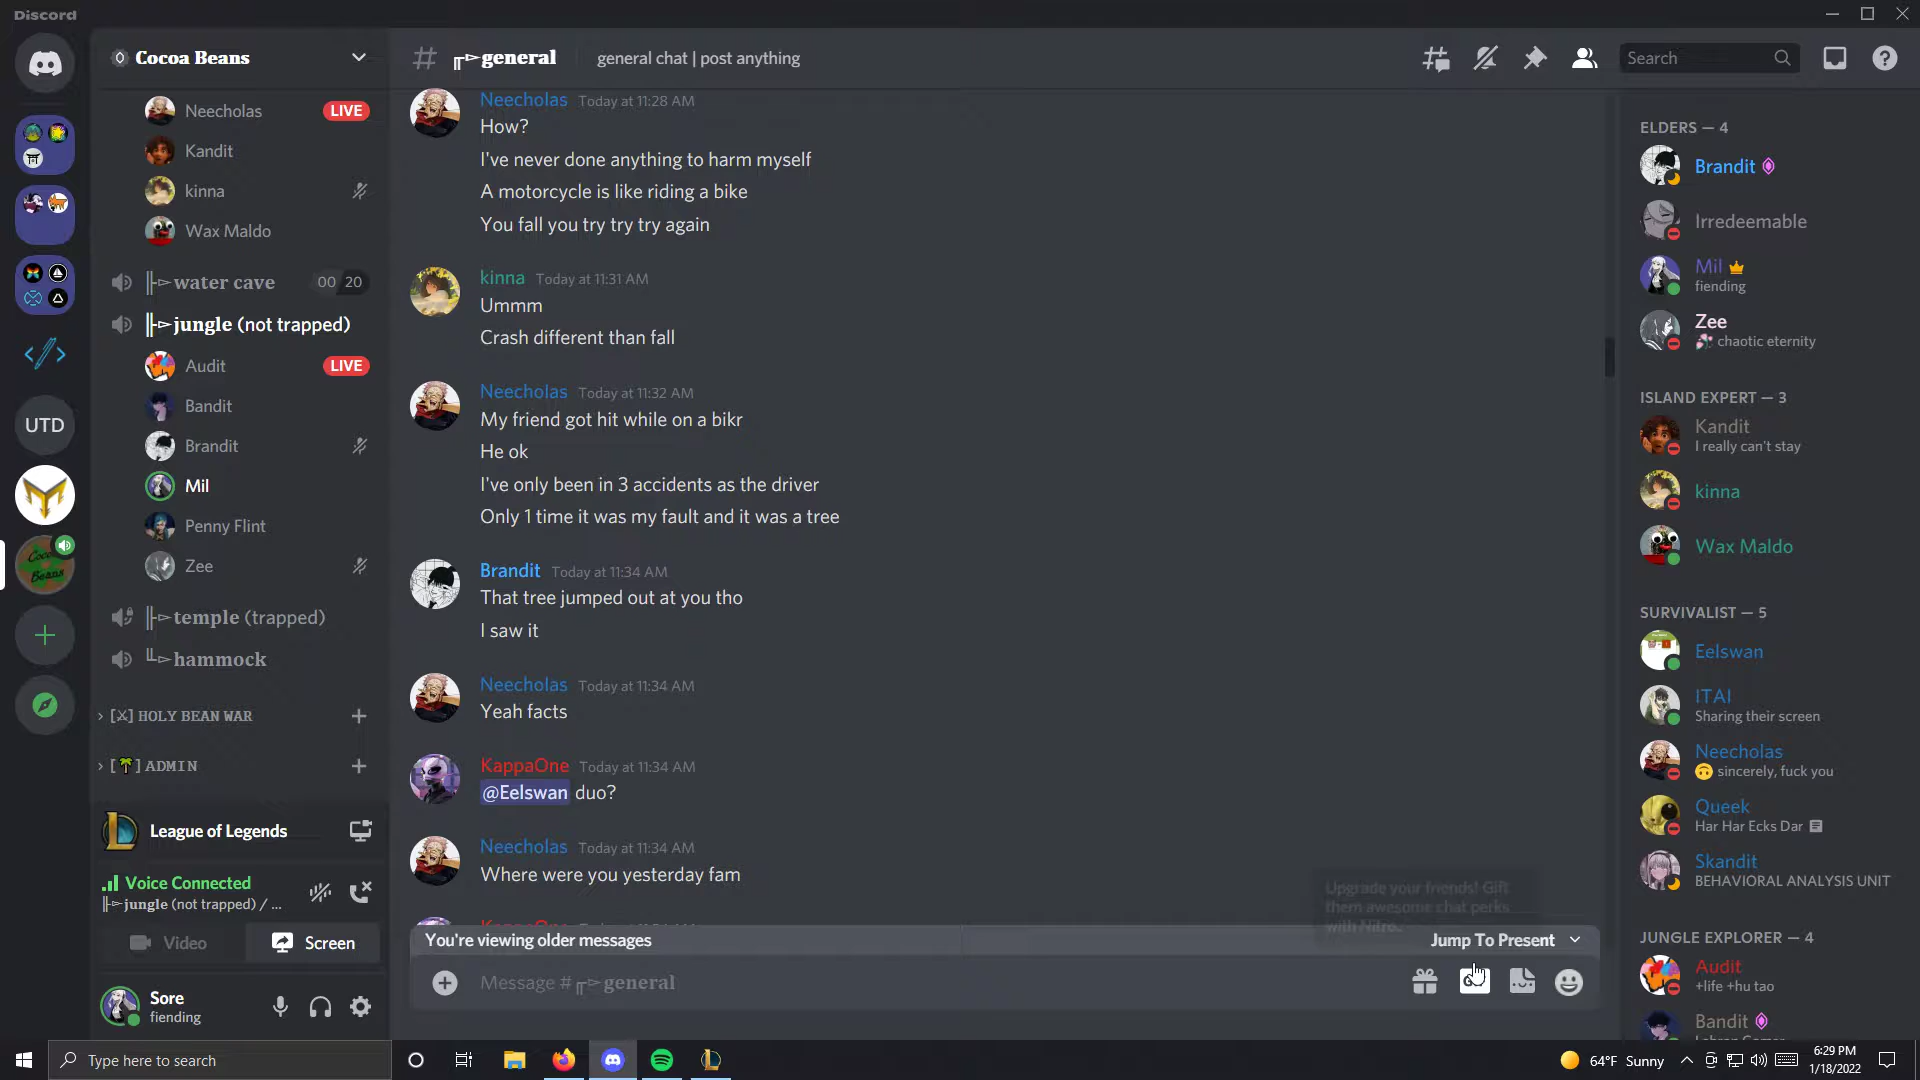 Discord
Cocoa Beans
general
general chat | post anything
Search
Neecholas LIVE
Kandit
kinna
Wax Maldo
water cave 00 20
jungle (not trapped)
Audit LIVE
Bandit
Brandit
Mil
Penny Flint
Zee
temple (trapped)
hammock
[⚔] HOLY BEAN WAR
[🌴] ADMIN
League of Legends
Voice Connected
jungle (not trapped) / ...
Video
Screen
Sore
fiending
UTD
Cocoa
Beans
Neecholas Today at 11:28 AM
How?
I've never done anything to harm myself
A motorcycle is like riding a bike
You fall you try try try again
kinna Today at 11:31 AM
Ummm
Crash different than fall
Neecholas Today at 11:32 AM
My friend got hit while on a bikr
He ok
I've only been in 3 accidents as the driver
Only 1 time it was my fault and it was a tree
Brandit Today at 11:34 AM
That tree jumped out at you tho
I saw it
Neecholas Today at 11:34 AM
Yeah facts
KappaOne Today at 11:34 AM
@Eelswan duo?
Neecholas Today at 11:34 AM
Where were you yesterday fam
Upgrade your friends! Gift
them awesome chat perks
with Nitro.
You're viewing older messages
Jump To Present
Message # general
ELDERS — 4
Brandit
Irredeemable
Mil
fiending
Zee
chaotic eternity
ISLAND EXPERT — 3
Kandit
I really can't stay
kinna
Wax Maldo
SURVIVALIST — 5
Eelswan
ITAI
Sharing their screen
Neecholas
🙃 sincerely, fuck you
Queek
Har Har Ecks Dar
Skandit
BEHAVIORAL ANALYSIS UNIT
JUNGLE EXPLORER — 4
Audit
+life +hu tao
Bandit
Type here to search
64°F Sunny
6:29 PM
1/18/2022